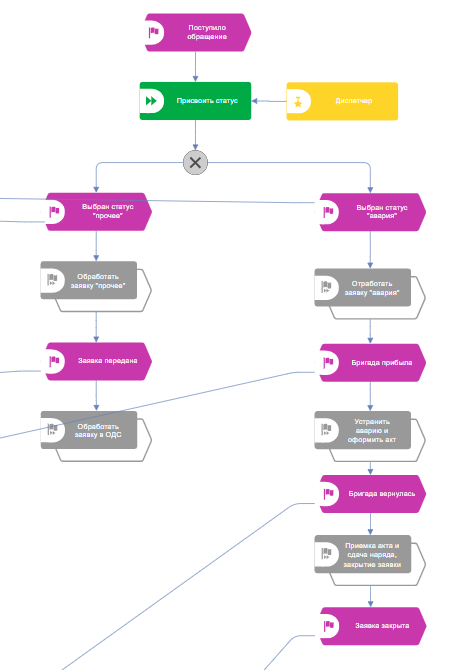 Поступило
обращение
Присвоить статус
Диспетчер
Выбран статус
"прочее"
Выбран статус
"авария"
Обработать
заявку "прочее"
Отработать
заявку "авария"
Заявка передана
Бригада прибыла
Обработать
заявку в ОДС
Устранить
аварию и
оформить акт
Бригада вернулась
Приемка акта и
сдача наряда,
закрытие заявки
Заявка закрыта